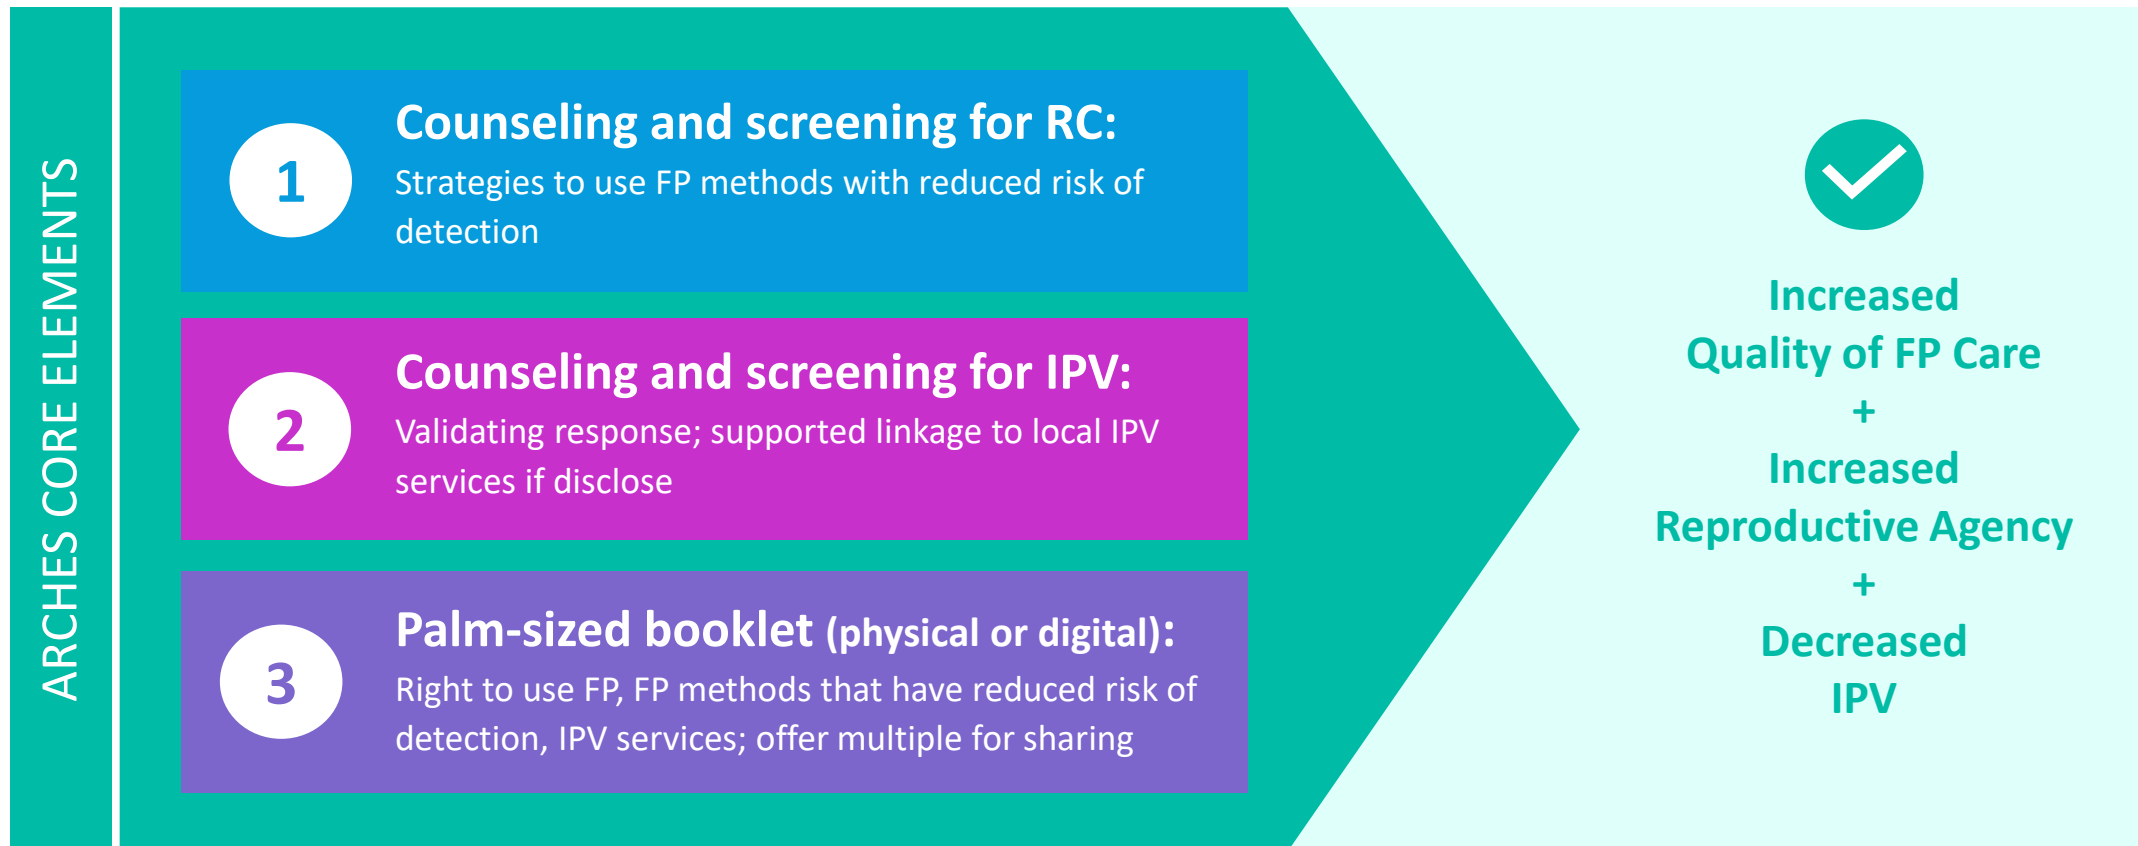 ARCHES CORE ELEMENTS
1
Counseling and screening for RC:
Strategies to use FP methods with reduced risk of
detection
2
Counseling and screening for IPV:
Validating response; supported linkage to local IPV
services if disclose
3
Palm-sized booklet (physical or digital):
Right to use FP, FP methods that have reduced risk of
detection, IPV services; offer multiple for sharing
Increased
Quality of FP Care
+
Increased
Reproductive Agency
+
Decreased
IPV